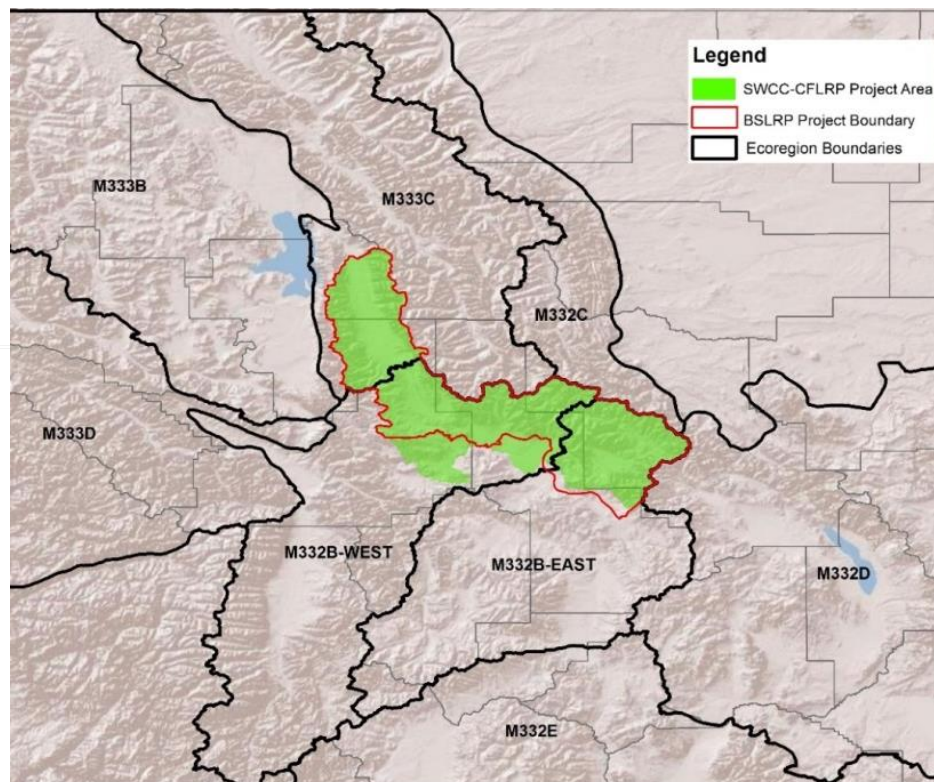 Legend
SWCC-CFLRP Project Area
BSLRP Project Boundary
Ecoregion Boundaries
M333B
M333C
M332C
M333D
M332B-WEST
M332B-EAST
M332D
M332E